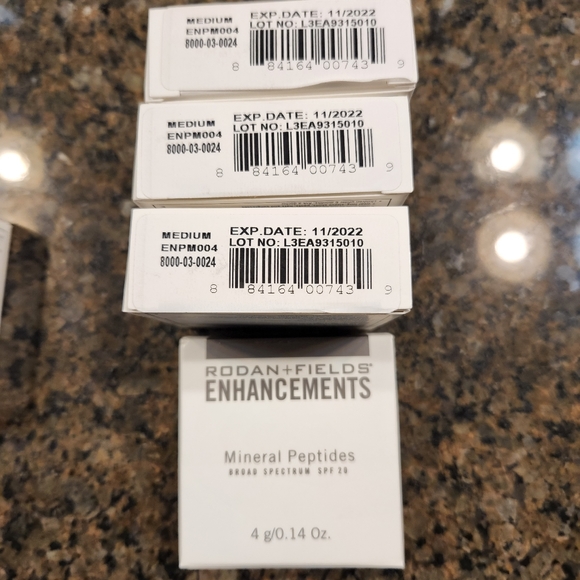 MEDIUM
ENPM004
8000-03-0024
EXP.DATE: 11/2022
LOT NO: L3EA9315010
8 84164 00743 9
MEDIUM
ENPM004
8000-03-0024
EXP.DATE: 11/2022
LOT NO: L3EA9315010
8 84164 00743 9
MEDIUM
ENPM004
8000-03-0024
EXP.DATE: 11/2022
LOT NO: L3EA9315010
8 84164 00743 9
RODAN+FIELDS®
ENHANCEMENTS
Mineral Peptides
BROAD SPECTRUM SPF 20
4 g/0.14 Oz.